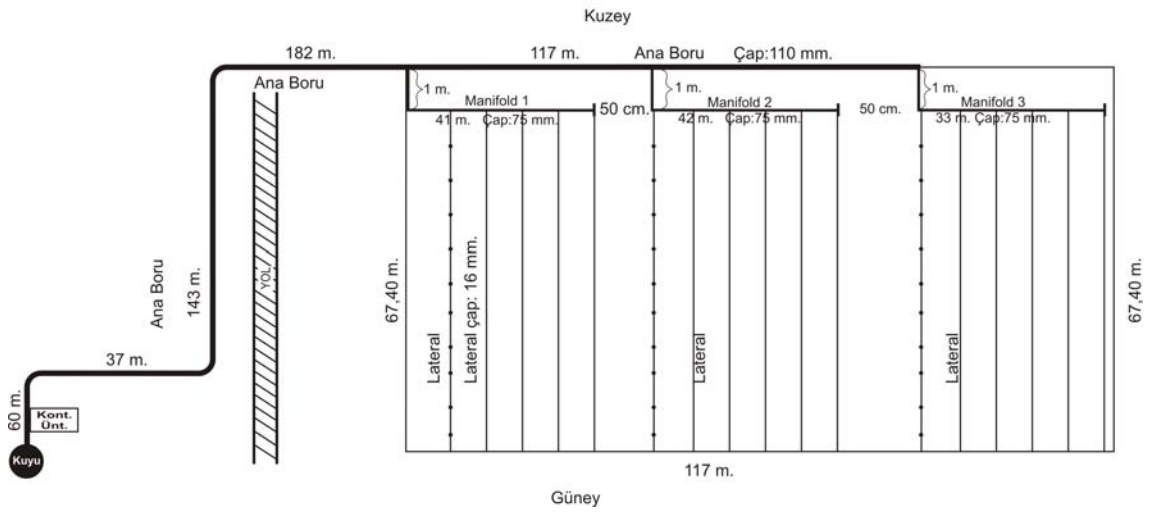 Kuzey
182 m.
117 m.
Ana Boru
Çap:110 mm.
Ana Boru
1 m.
1 m.
1 m.
Manifold 1
50 cm.
Manifold 2
50 cm.
Manifold 3
41 m. Çap:75 mm.
42 m. Çap:75 mm.
33 m. Çap:75 mm.
Ana Boru
143 m.
YOL
67,40 m.
Lateral
Lateral çap: 16 mm.
Lateral
Lateral
67,40 m.
37 m.
60 m.
Kont.
Ünt.
Kuyu
117 m.
Güney